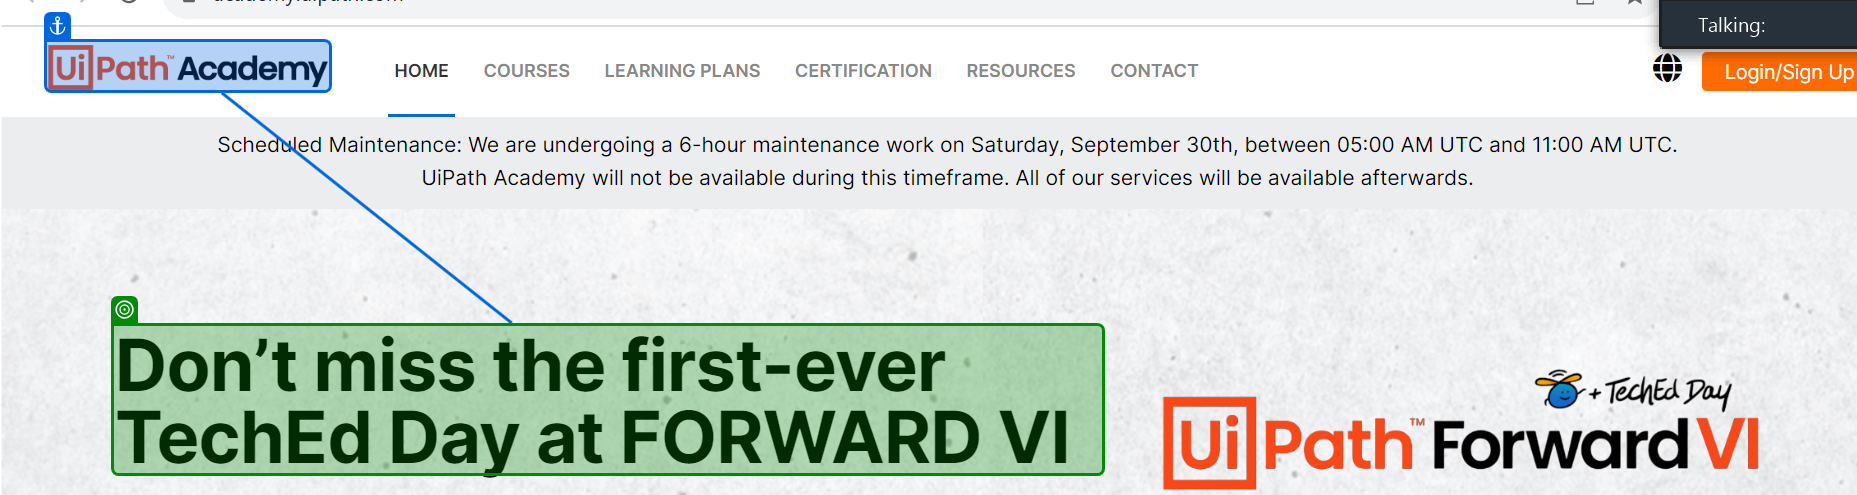 Talking:
UiPath™ Academy
HOME COURSES LEARNING PLANS CERTIFICATION RESOURCES CONTACT
Login/Sign Up
Scheduled Maintenance: We are undergoing a 6-hour maintenance work on Saturday, September 30th, between 05:00 AM UTC and 11:00 AM UTC.
UiPath Academy will not be available during this timeframe. All of our services will be available afterwards.
Don’t miss the first-ever
TechEd Day at FORWARD VI
+ TechEd Day
UiPath™ Forward VI